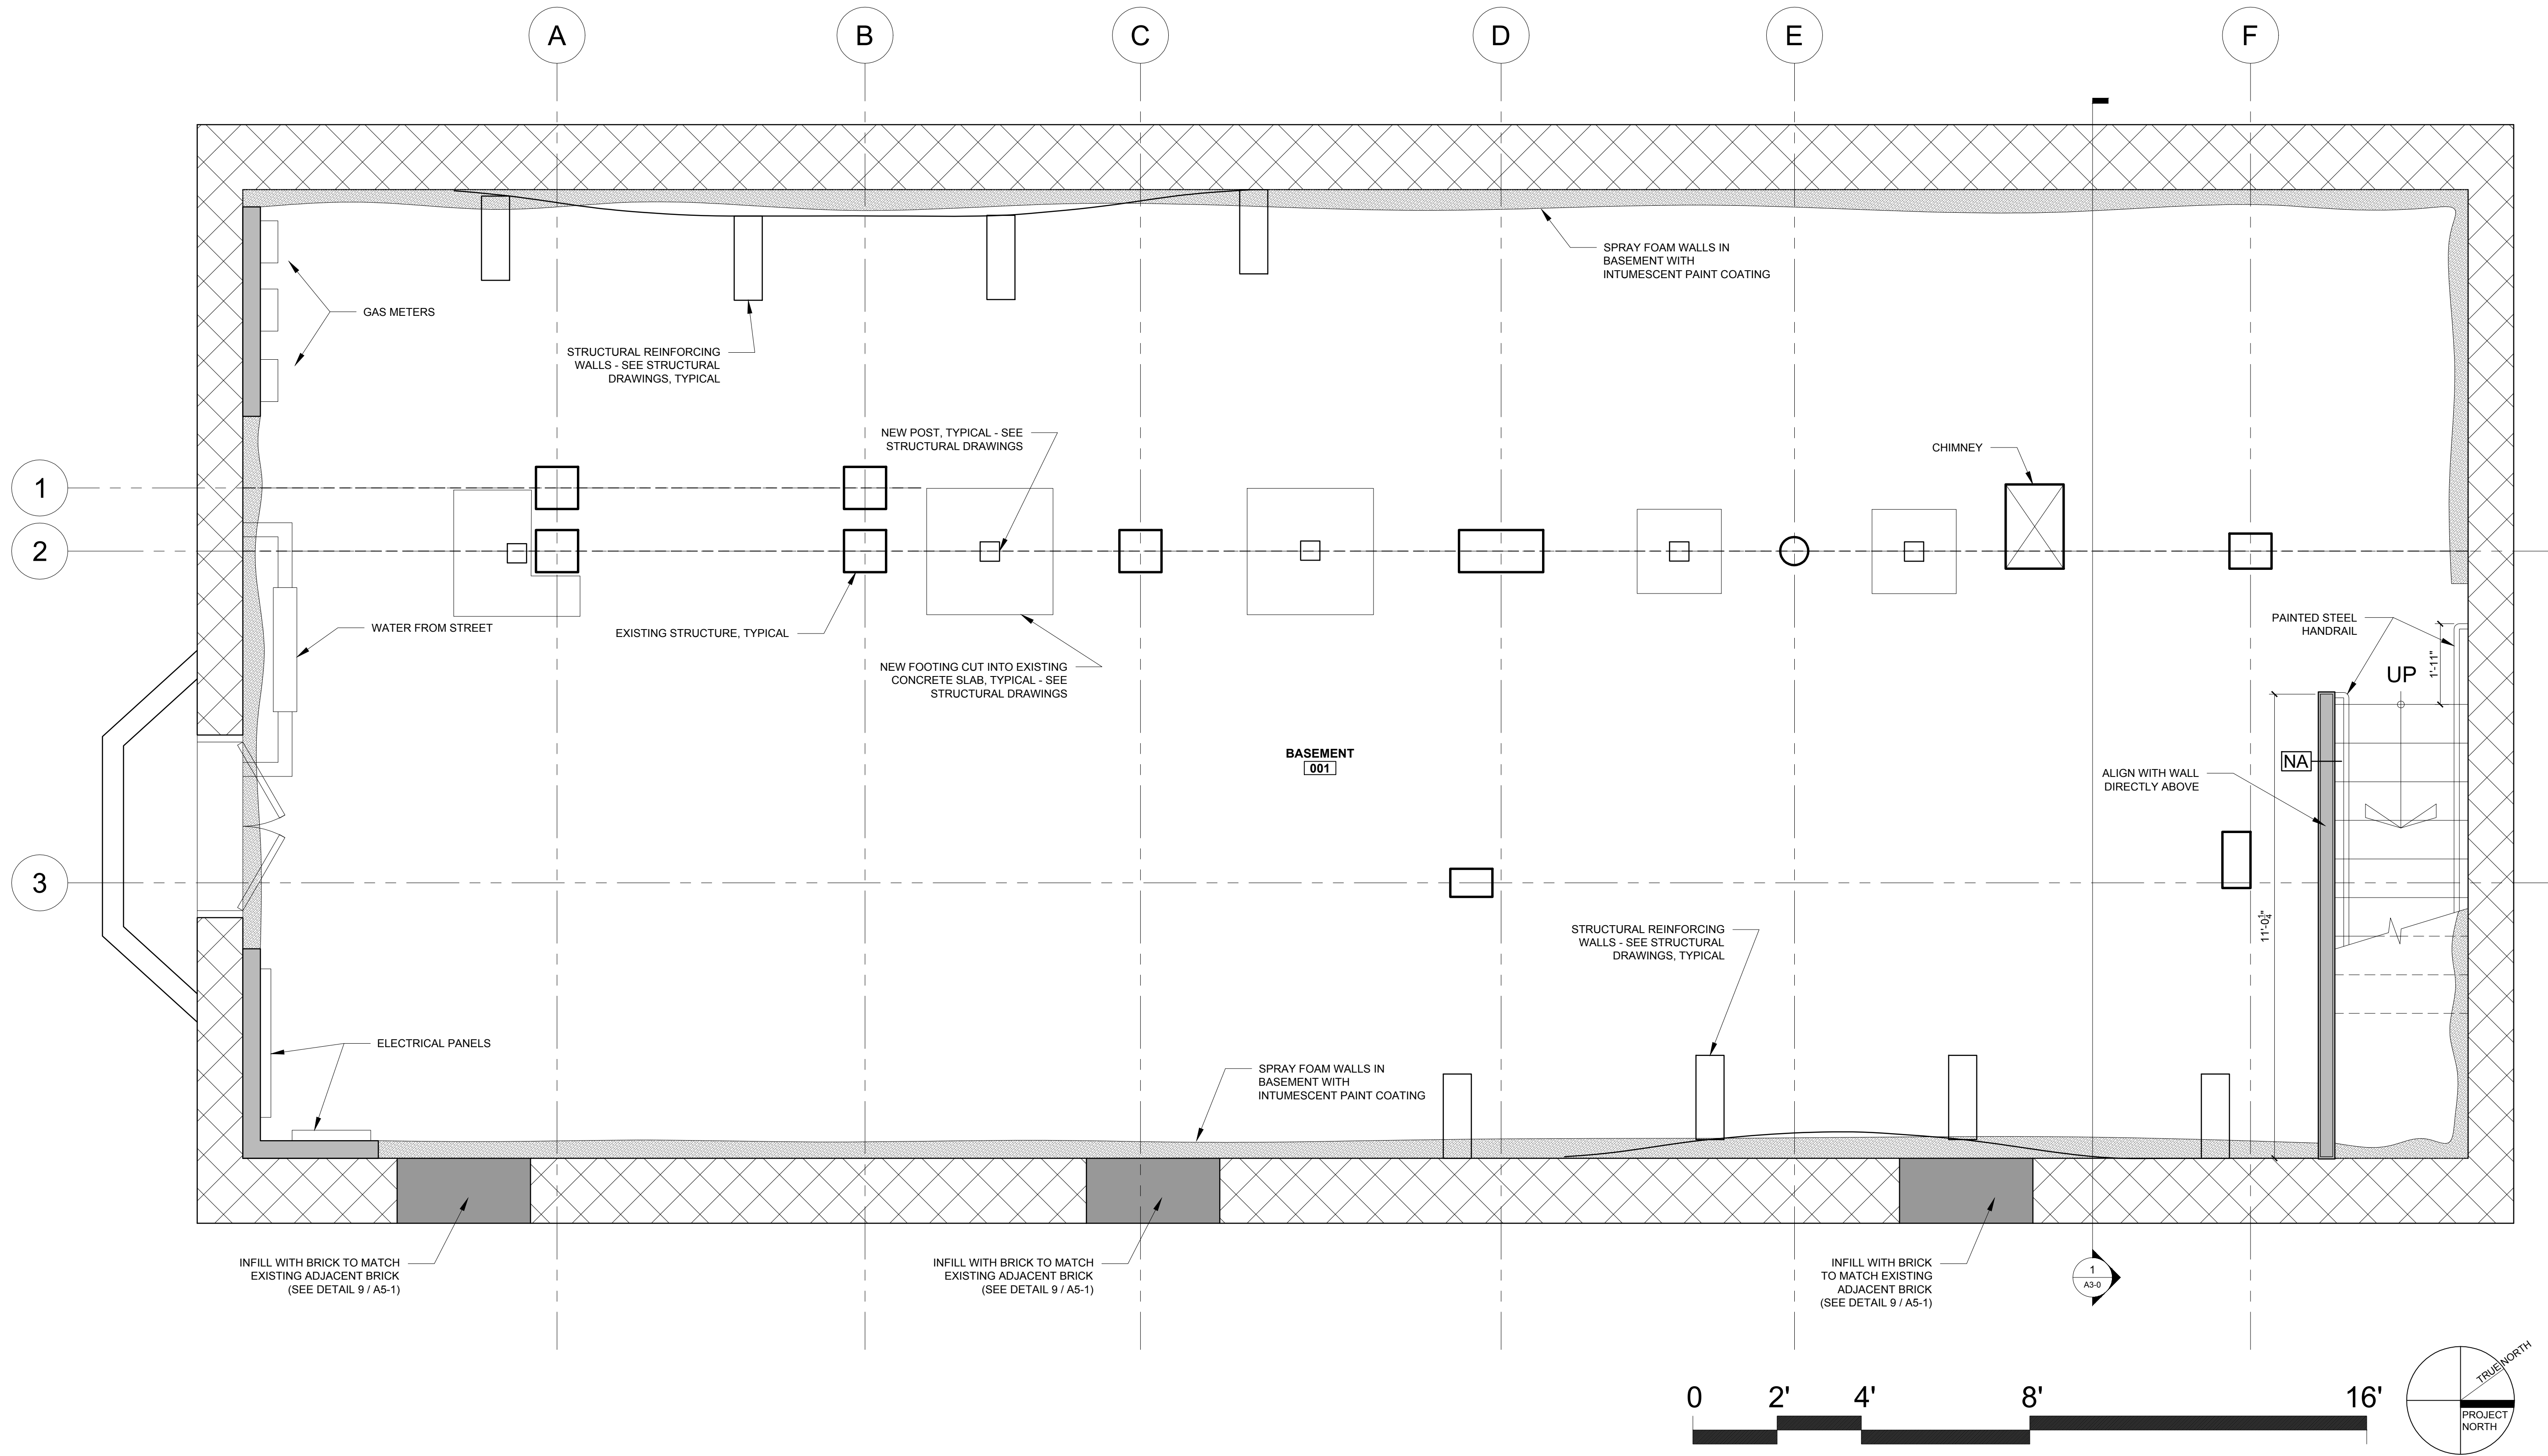 A
B
C
D
E
F
SPRAY FOAM WALLS IN
BASEMENT WITH
INTUMESCENT PAINT COATING
GAS METERS
STRUCTURAL REINFORCING
WALLS - SEE STRUCTURAL
DRAWINGS, TYPICAL
NEW POST, TYPICAL - SEE
STRUCTURAL DRAWINGS
CHIMNEY
1
2
WATER FROM STREET
EXISTING STRUCTURE, TYPICAL
NEW FOOTING CUT INTO EXISTING
CONCRETE SLAB, TYPICAL - SEE
STRUCTURAL DRAWINGS
PAINTED STEEL
HANDRAIL
1'-11"
UP
BASEMENT
001
NA
ALIGN WITH WALL
DIRECTLY ABOVE
3
11'-0¼"
STRUCTURAL REINFORCING
WALLS - SEE STRUCTURAL
DRAWINGS, TYPICAL
ELECTRICAL PANELS
SPRAY FOAM WALLS IN
BASEMENT WITH
INTUMESCENT PAINT COATING
INFILL WITH BRICK TO MATCH
EXISTING ADJACENT BRICK
(SEE DETAIL 9 / A5-1)
INFILL WITH BRICK TO MATCH
EXISTING ADJACENT BRICK
(SEE DETAIL 9 / A5-1)
INFILL WITH BRICK
TO MATCH EXISTING
ADJACENT BRICK
(SEE DETAIL 9 / A5-1)
1
A3-0
0 2' 4' 8' 16'
TRUE NORTH
PROJECT
NORTH